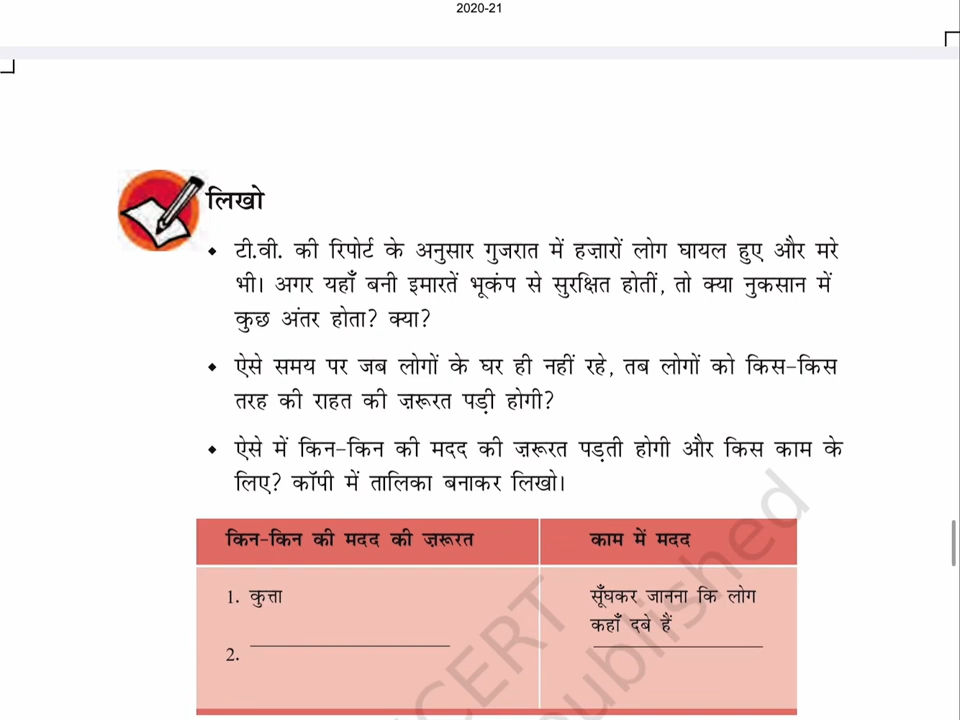 2020-21
लिखो
◆ टी.वी. की रिपोर्ट के अनुसार गुजरात में हज़ारों लोग घायल हुए और मरे
भी। अगर यहाँ बनी इमारतें भूकंप से सुरक्षित होतीं, तो क्या नुकसान में
कुछ अंतर होता? क्या?
◆ ऐसे समय पर जब लोगों के घर ही नहीं रहे, तब लोगों को किस-किस
तरह की राहत की ज़रूरत पड़ी होगी?
◆ ऐसे में किन-किन की मदद की ज़रूरत पड़ती होगी और किस काम के
लिए? कॉपी में तालिका बनाकर लिखो।
किन-किन की मदद की ज़रूरत काम में मदद
1. कुत्ता सूँघकर जानना कि लोग
कहाँ दबे हैं
2.
CERT
published